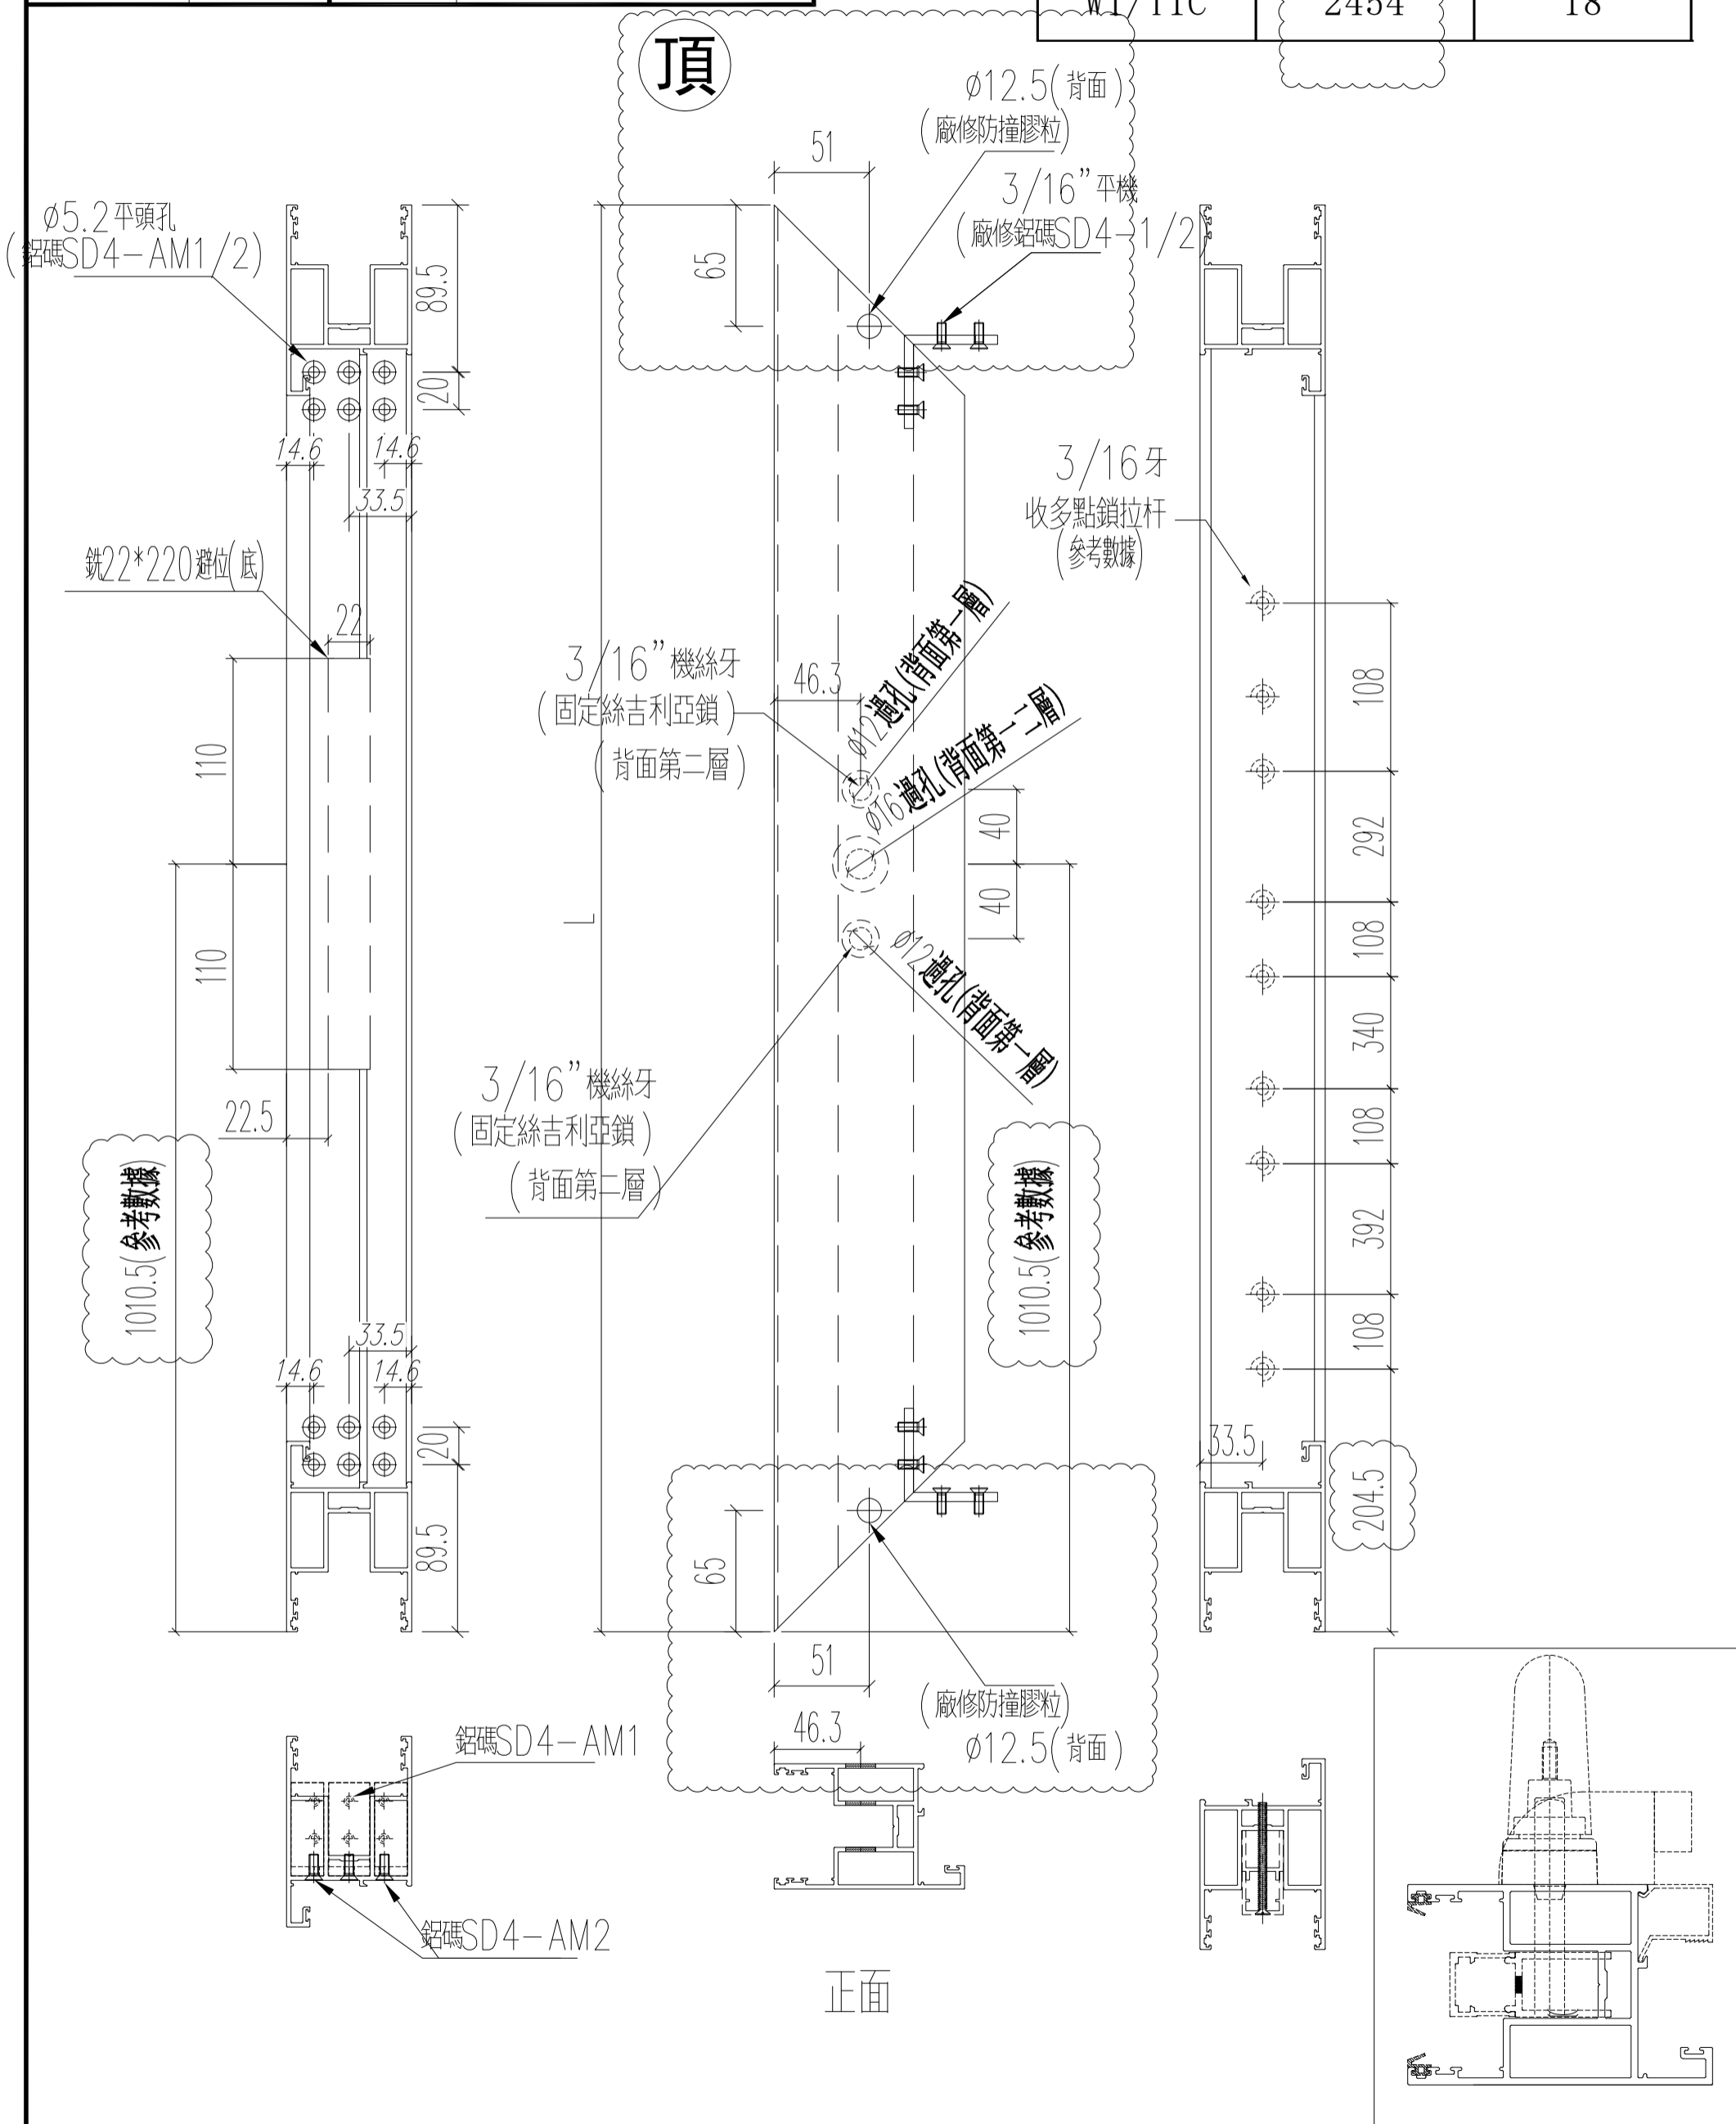 2454
18
頂
ø12.5(背面)
(廠修防撞膠粒)
51
3/16”平機
(廠修鋁碼SD4-1/2)
65
ø5.2平頭孔
(鋁碼SD4-AM1/2)
89.5
20
14.6
14.6
33.5
銑22*220避位(底)
22
110
110
22.5
1010.5(參考數據)
33.5
14.6
14.6
20
89.5
3/16”機絲牙
(固定絲吉利亞鎖)
(背面第二層)
46.3
ø12過孔(背面第一層)
ø16過孔(背面第一二層)
40
40
L
ø12過孔(背面第一層)
3/16”機絲牙
(固定絲吉利亞鎖)
(背面第二層)
1010.5(參考數據)
65
51
(廠修防撞膠粒)
ø12.5(背面)
3/16牙
收多點鎖拉杆
(參考數據)
108
292
108
340
108
392
108
33.5
204.5
鋁碼SD4-AM1
鋁碼SD4-AM2
46.3
正面